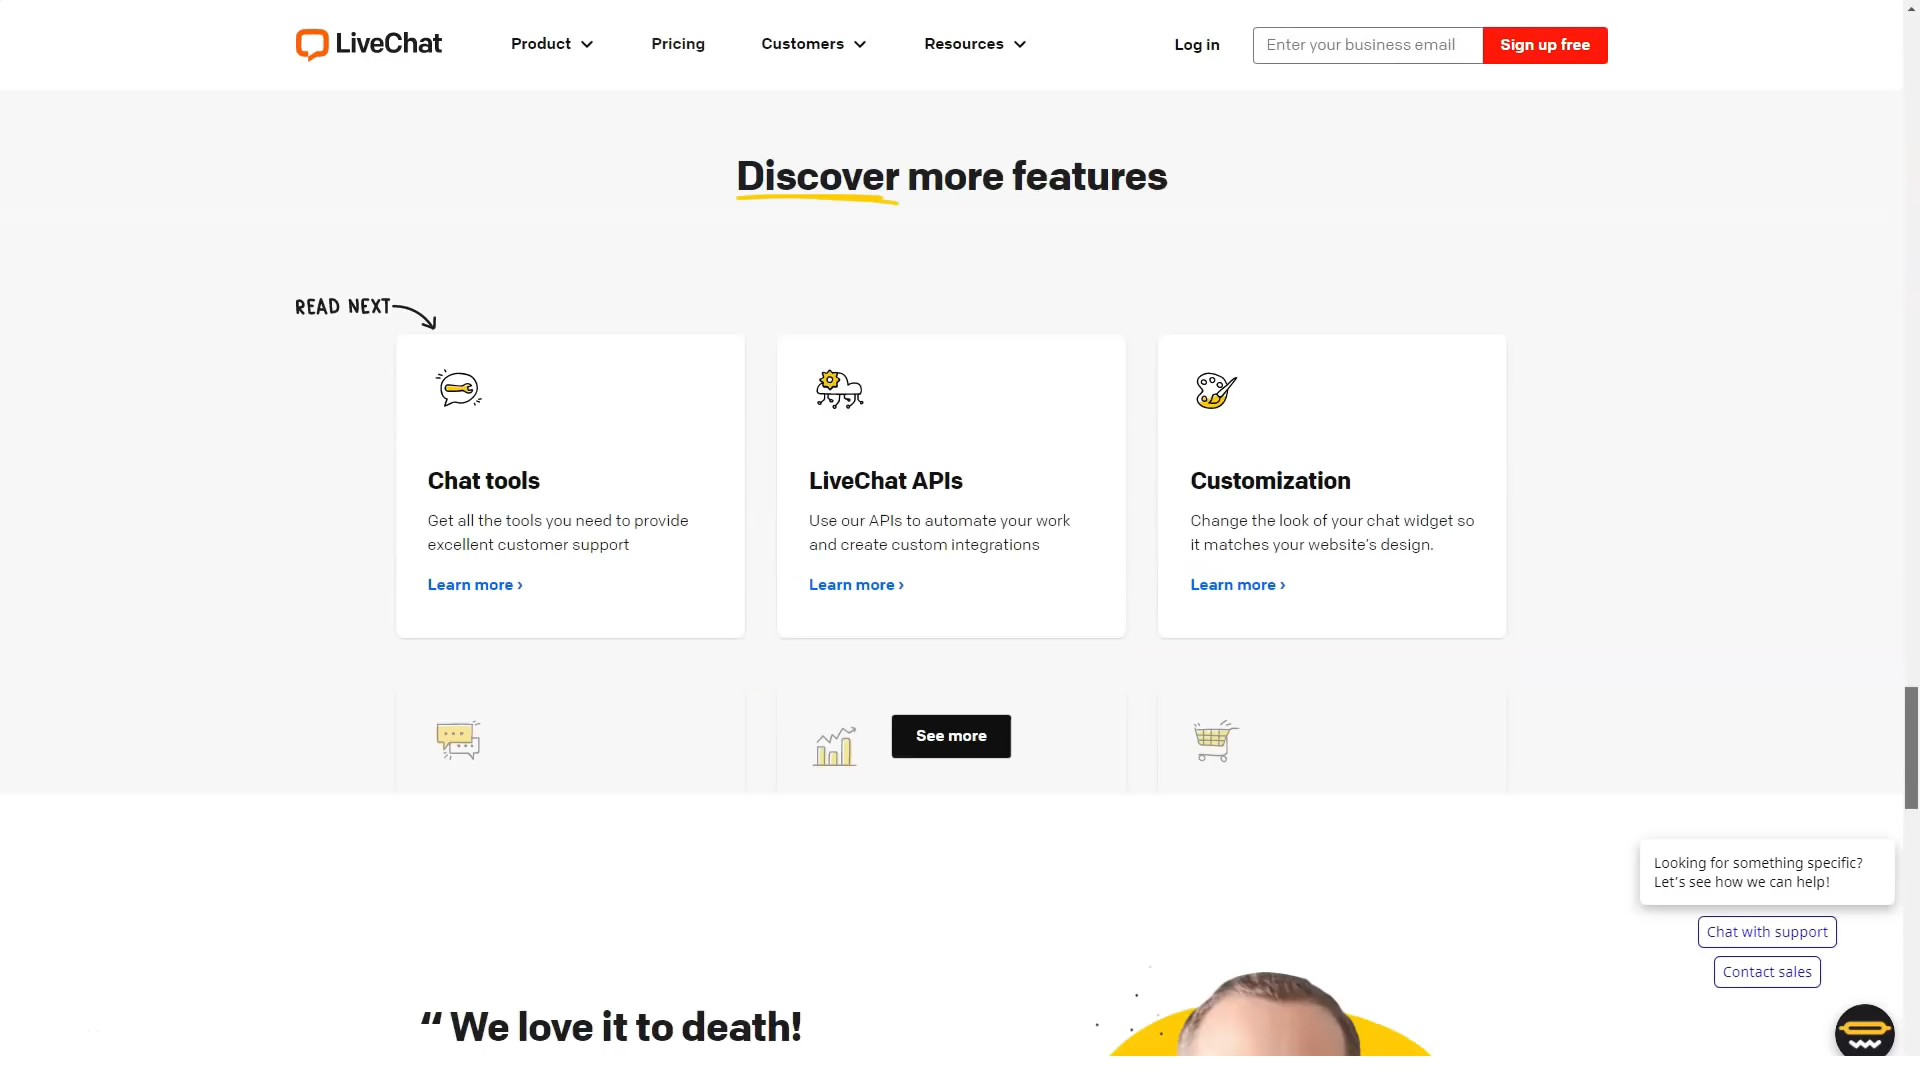 LiveChat
Product
Pricing
Customers
Resources
Log in
Enter your business email
Sign up free
Discover more features
READ NEXT
Chat tools
Get all the tools you need to provide
excellent customer support
Learn more ›
LiveChat APIs
Use our APIs to automate your work
and create custom integrations
Learn more ›
Customization
Change the look of your chat widget so
it matches your website's design.
Learn more ›
See more
Looking for something specific?
Let's see how we can help!
Chat with support
Contact sales
“ We love it to death!